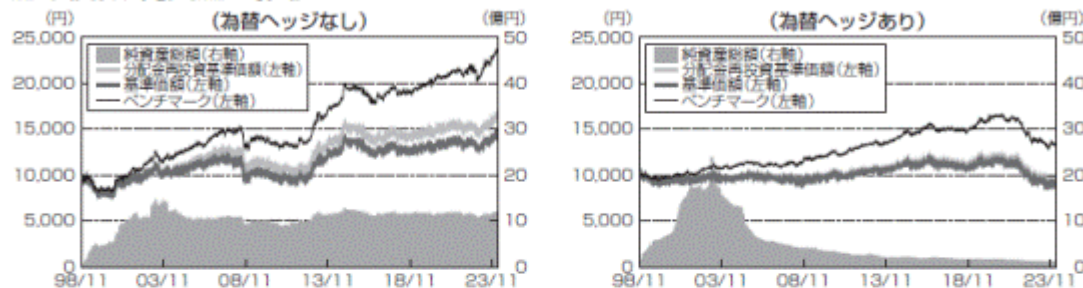 (為替ヘッジなし)
(円)
(億円)
25,000
20,000
15,000
10,000
5,000
0
50
40
30
20
10
0
純資産総額(右軸)
分配金再投資基準価額(左軸)
基準価額(左軸)
ベンチマーク(左軸)
98/11
03/11
08/11
13/11
18/11
23/11
(為替ヘッジあり)
(円)
(億円)
25,000
20,000
15,000
10,000
5,000
0
50
40
30
20
10
0
純資産総額(右軸)
分配金再投資基準価額(左軸)
基準価額(左軸)
ベンチマーク(左軸)
98/11
03/11
08/11
13/11
18/11
23/11